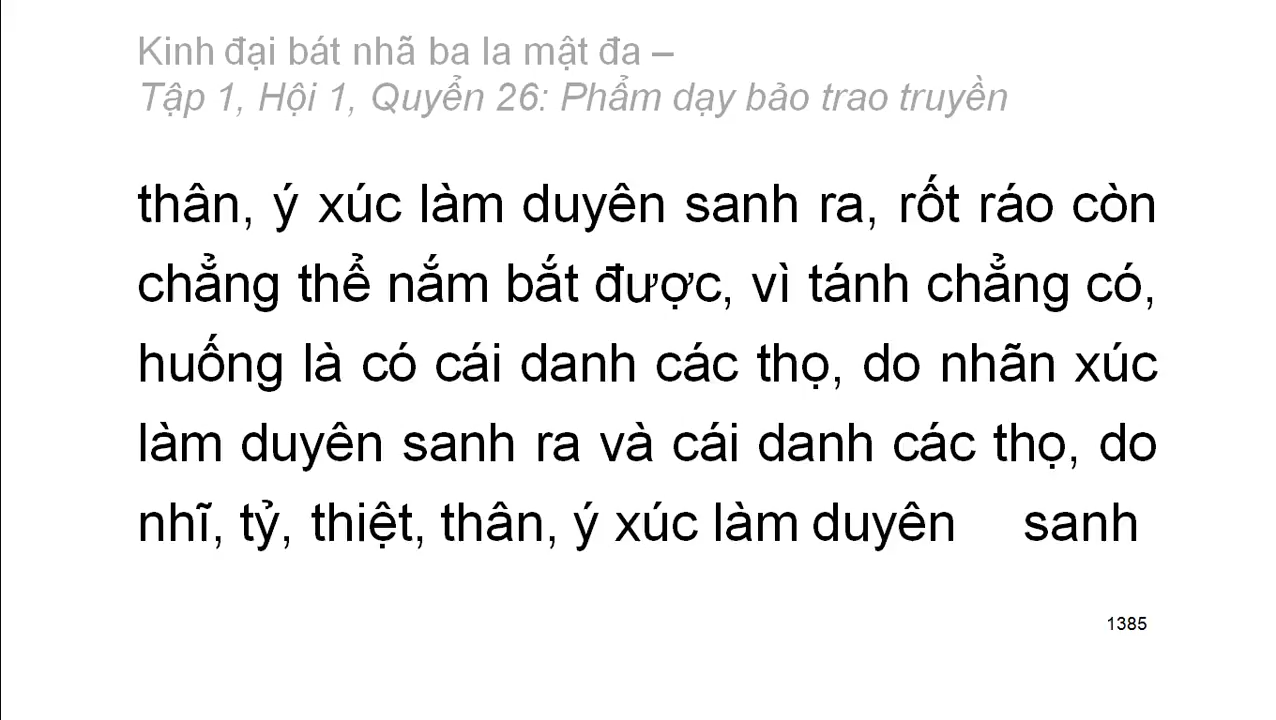 Kinh đại bát nhã ba la mật đa –
Tập 1, Hội 1, Quyển 26: Phẩm dạy bảo trao truyền
thân, ý xúc làm duyên sanh ra, rốt ráo còn
chẳng thể nắm bắt được, vì tánh chẳng có,
huống là có cái danh các thọ, do nhãn xúc
làm duyên sanh ra và cái danh các thọ, do
nhĩ, tỷ, thiệt, thân, ý xúc làm duyên sanh
1385